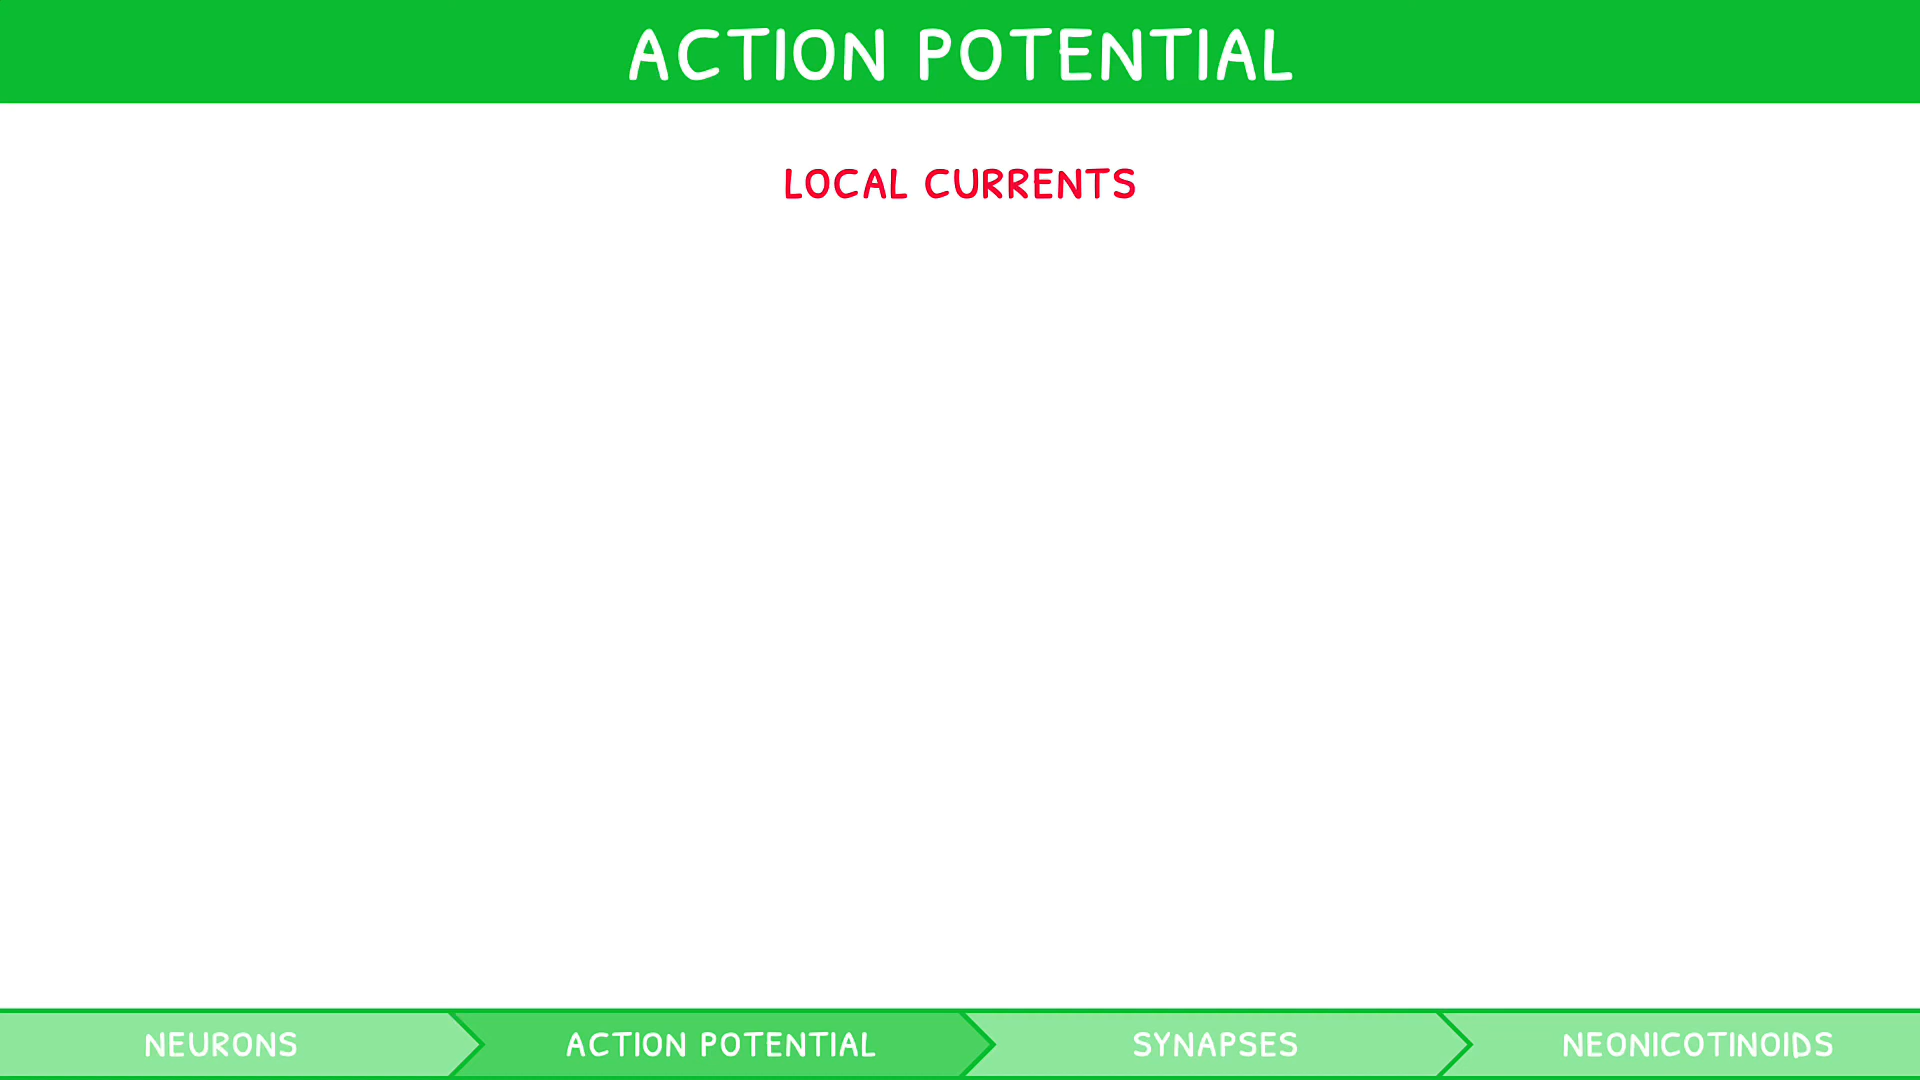 ACTION POTENTIAL
LOCAL CURRENTS
NEURONS
ACTION POTENTIAL
SYNAPSES
NEONICOTINOIDS